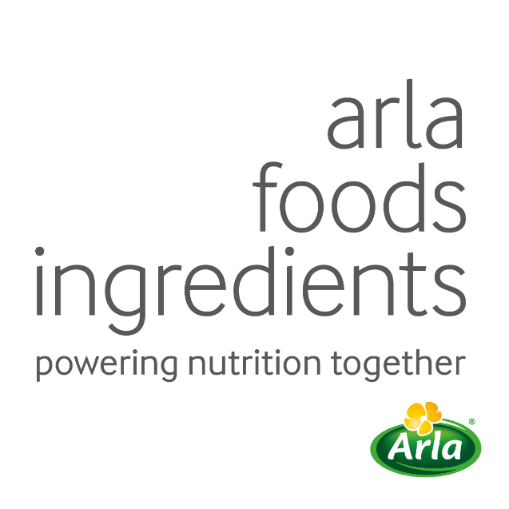 arla
foods
ingredients
powering nutrition together
Arla®